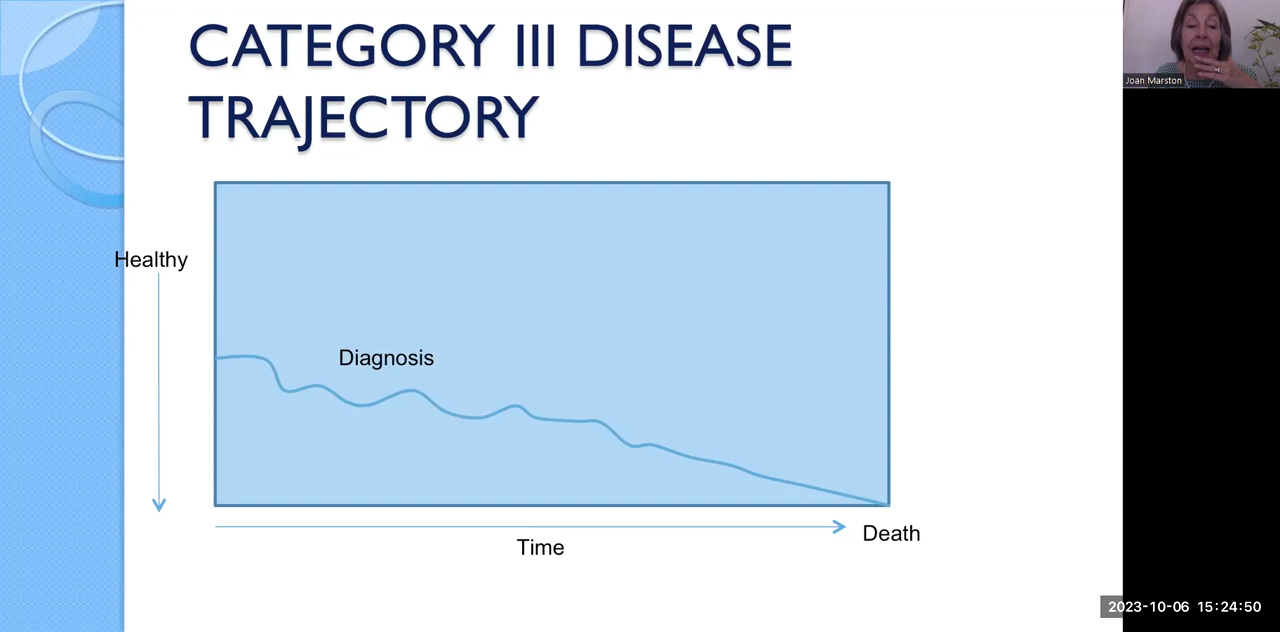 CATEGORY III DISEASE
TRAJECTORY
Joan Marston
Healthy
Diagnosis
Death
Time
2023-10-06 15:24:50